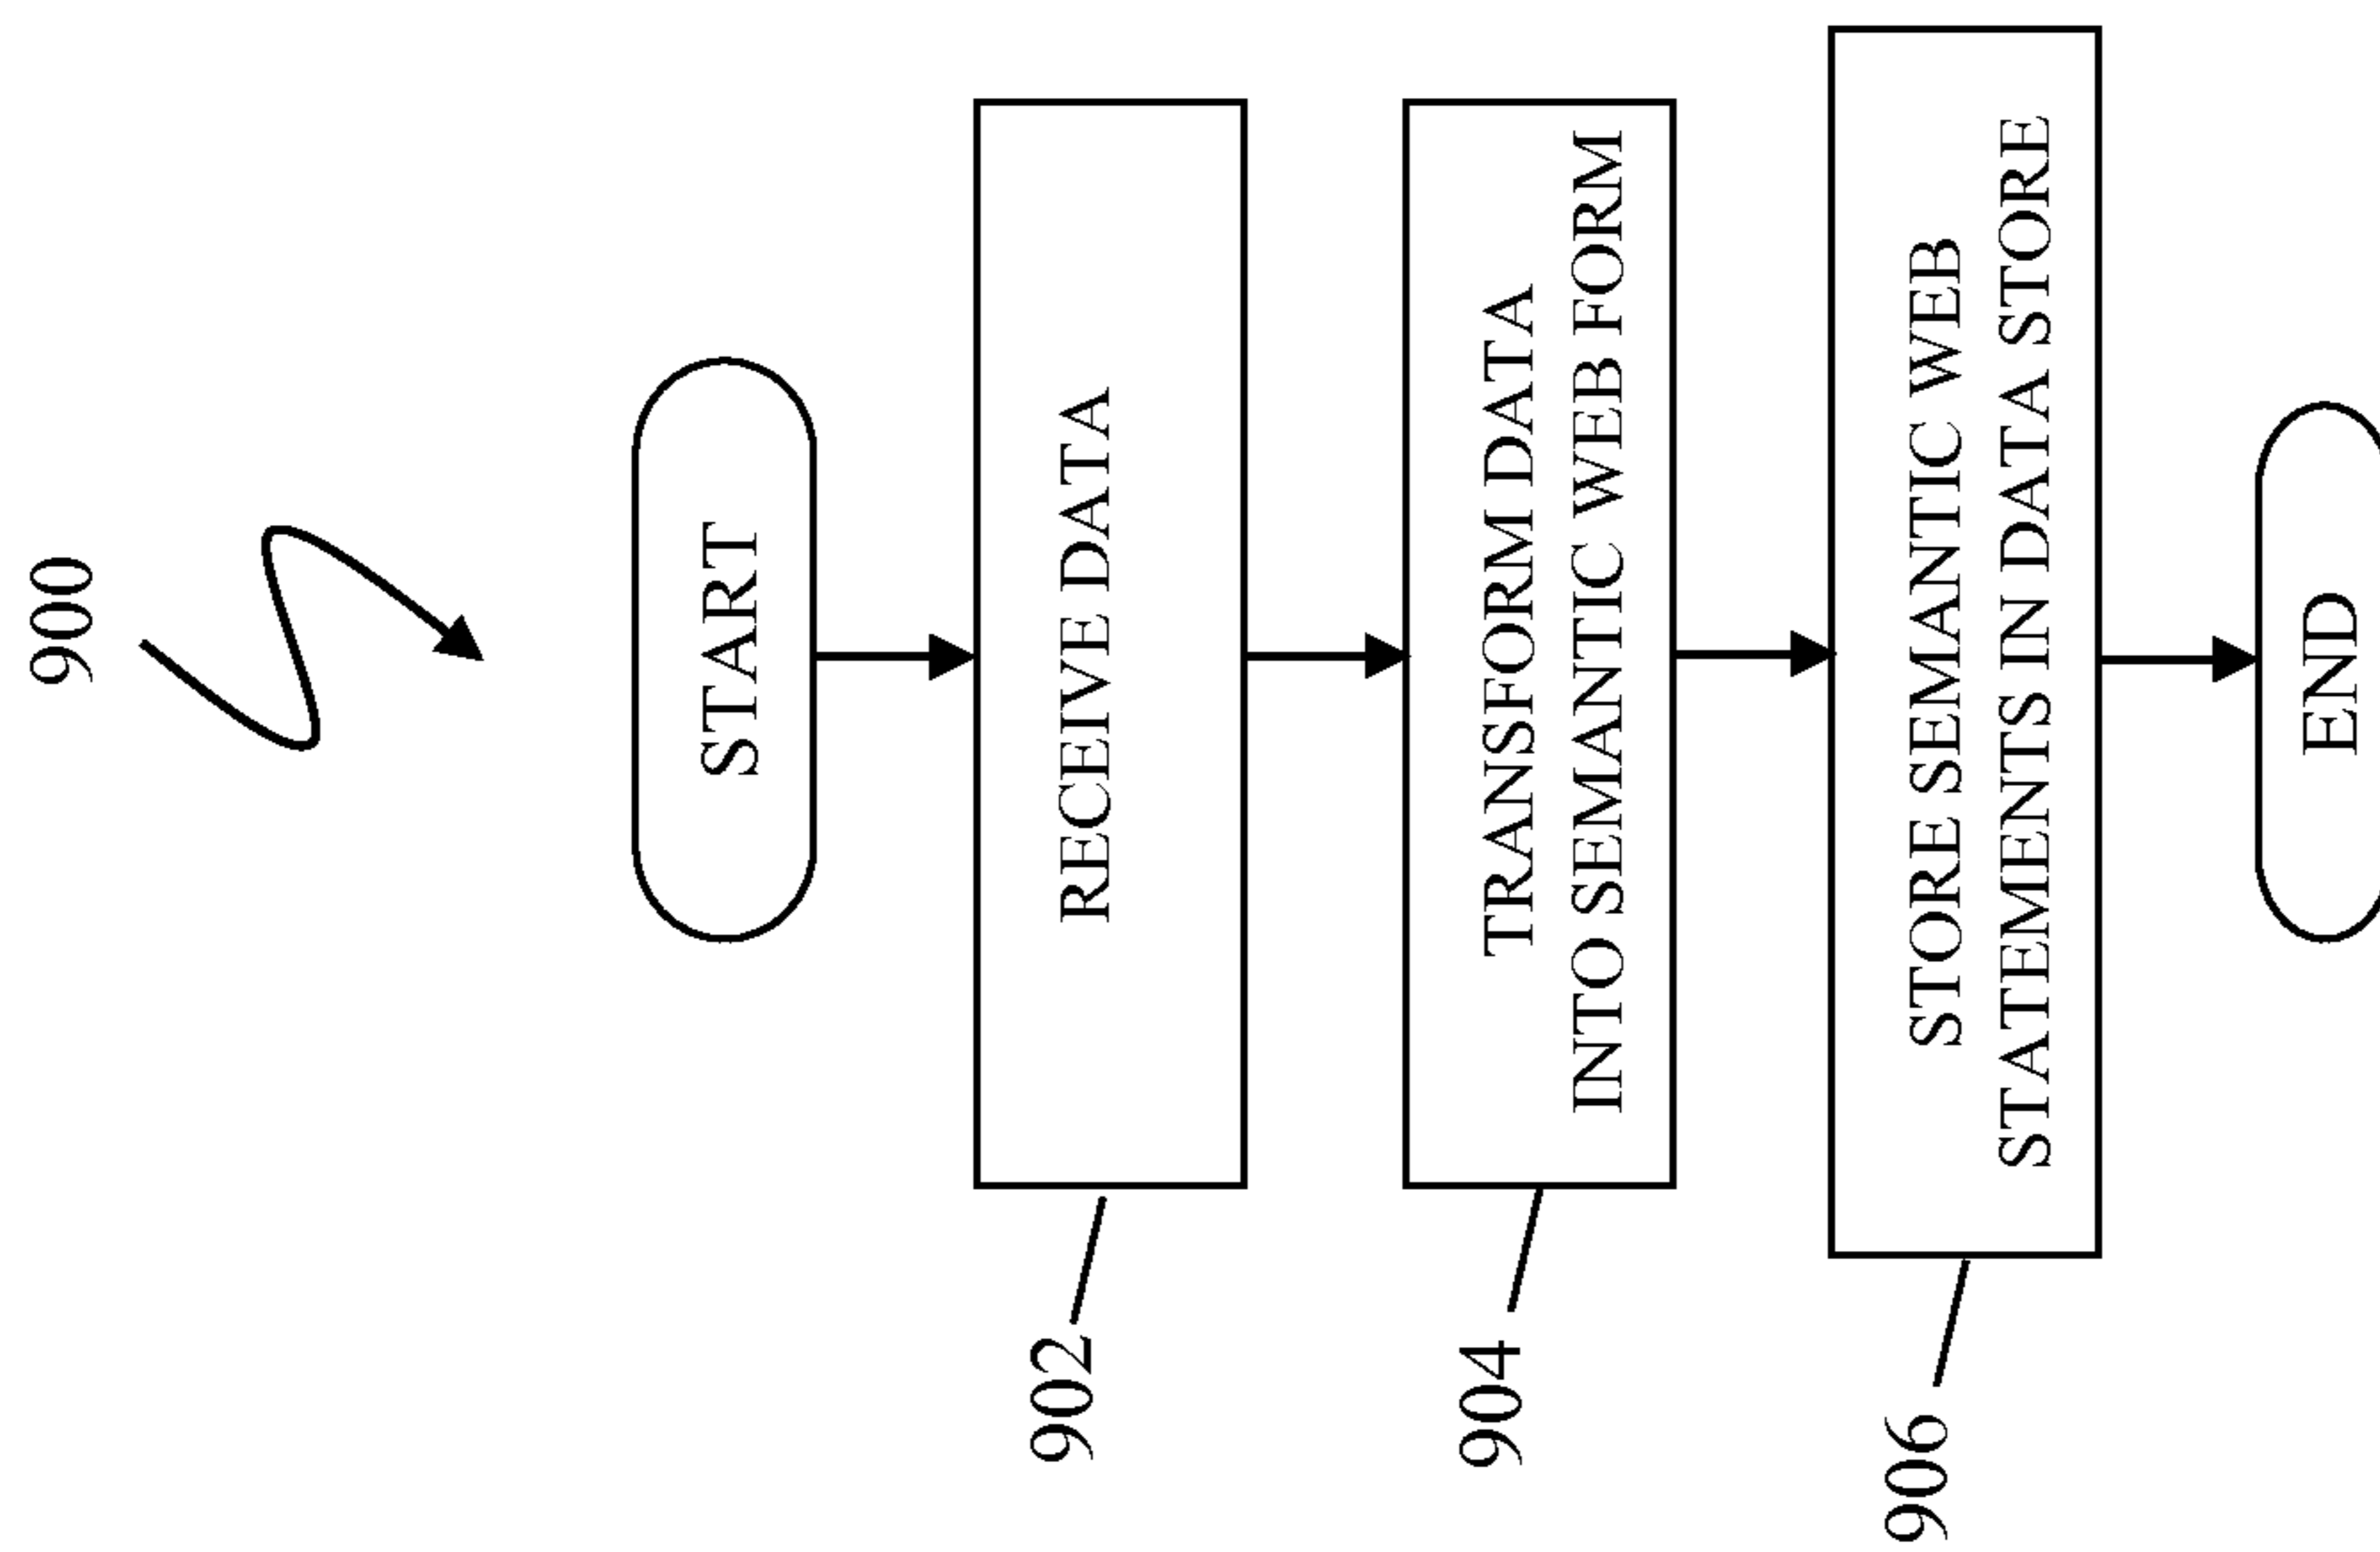 900
START
RECEIVE DATA
902
TRANSFORM DATA
INTO SEMANTIC WEB FORM
904
STORE SEMANTIC WEB
STATEMENTS IN DATA STORE
906
END